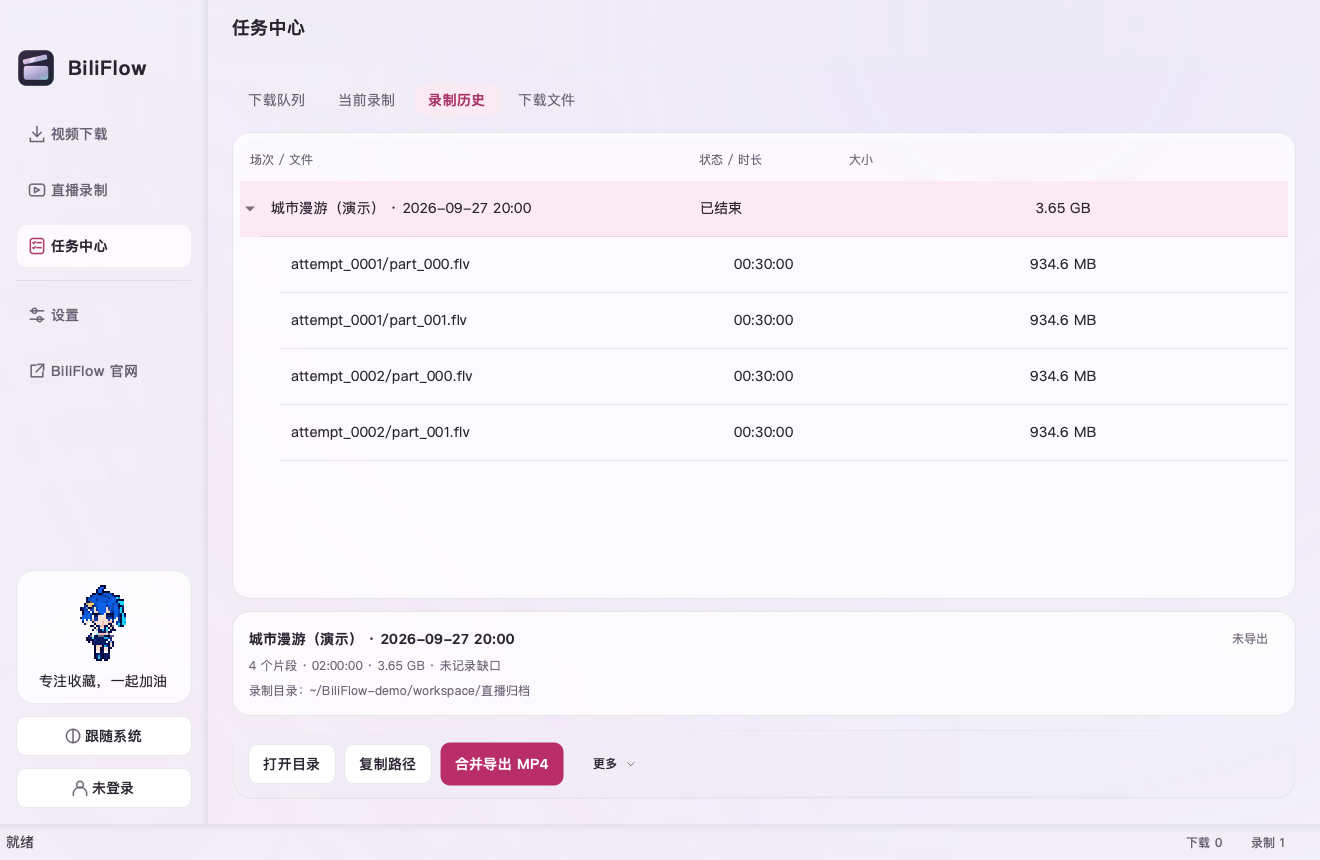 任务中心
BiliFlow
视频下载
直播录制
任务中心
设置
BiliFlow 官网
专注收藏，一起加油
跟随系统
未登录
下载队列 当前录制 录制历史 下载文件
场次 / 文件 状态 / 时长 大小
城市漫游（演示） · 2026-09-27 20:00 已结束 3.65 GB
attempt_0001/part_000.flv 00:30:00 934.6 MB
attempt_0001/part_001.flv 00:30:00 934.6 MB
attempt_0002/part_000.flv 00:30:00 934.6 MB
attempt_0002/part_001.flv 00:30:00 934.6 MB
城市漫游（演示） · 2026-09-27 20:00 未导出
4 个片段 · 02:00:00 · 3.65 GB · 未记录缺口
录制目录：~/BiliFlow-demo/workspace/直播归档
打开目录 复制路径 合并导出 MP4 更多
就绪 下载 0 录制 1